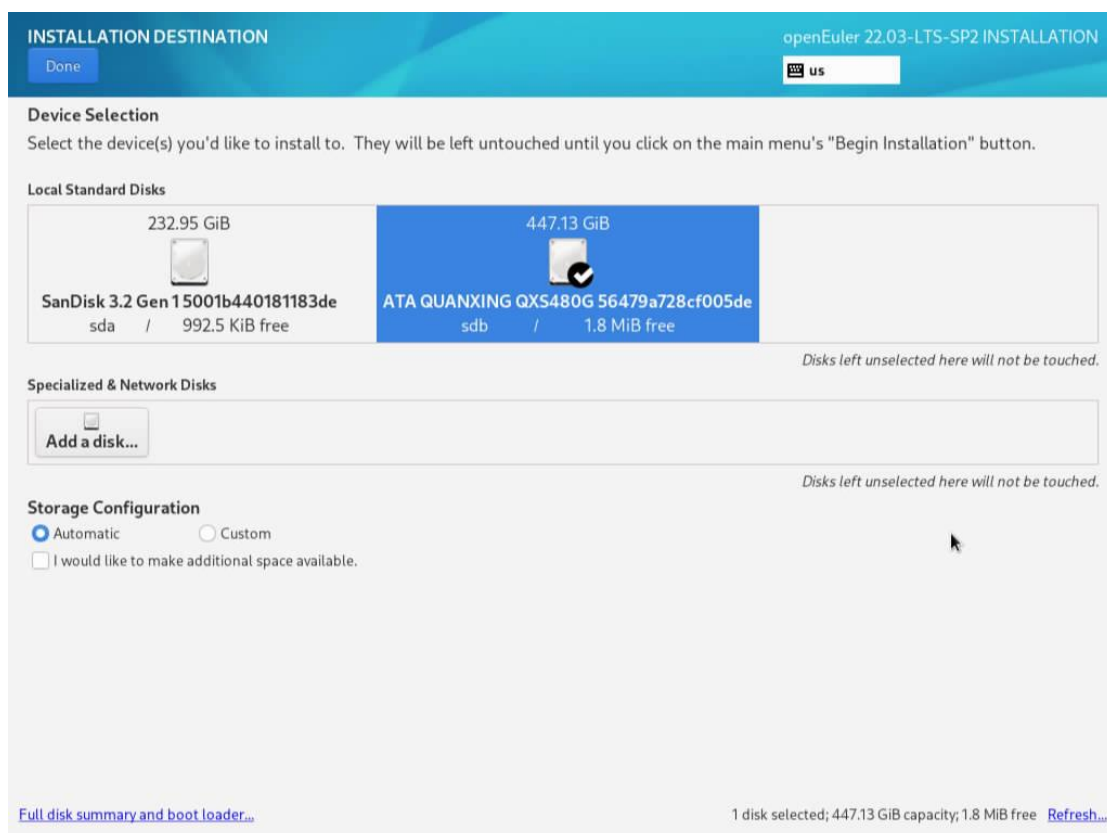 INSTALLATION DESTINATION
openEuler 22.03-LTS-SP2 INSTALLATION
Done
us
Device Selection
Select the device(s) you'd like to install to. They will be left untouched until you click on the main menu's "Begin Installation" button.
Local Standard Disks
232.95 GiB
SanDisk 3.2 Gen 1 5001b440181183de
sda / 992.5 KiB free
447.13 GiB
ATA QUANXING QXS480G 56479a728cf005de
sdb / 1.8 MiB free
Disks left unselected here will not be touched.
Specialized & Network Disks
Add a disk...
Disks left unselected here will not be touched.
Storage Configuration
Automatic Custom
I would like to make additional space available.
Full disk summary and boot loader...
1 disk selected; 447.13 GiB capacity; 1.8 MiB free Refresh...